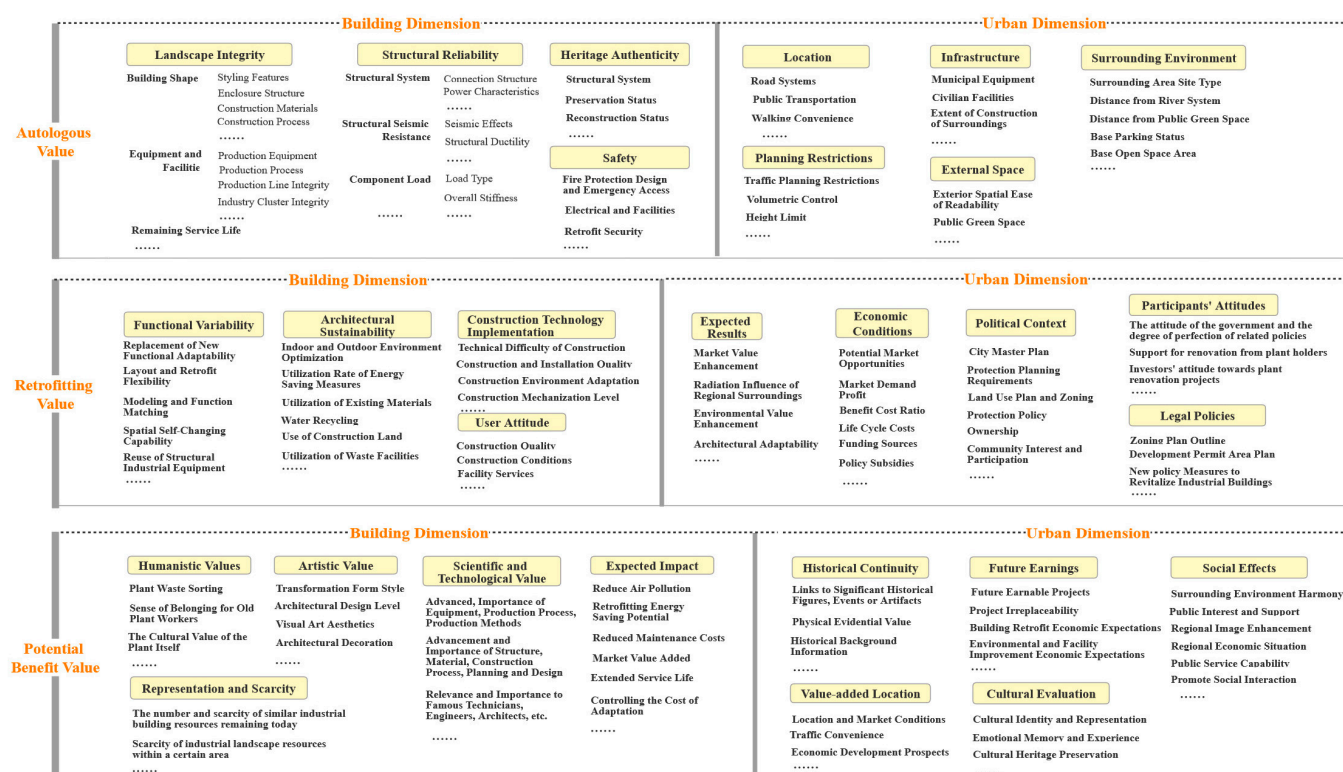 Building Dimension
Urban Dimension
Autologous
Value
Landscape Integrity
Building Shape
Styling Features
Enclosure Structure
Construction Materials
Construction Process
......
Equipment and
Facilitie
Production Equipment
Production Process
Production Line Integrity
Industry Cluster Integrity
......
Remaining Service Life
......
Structural Reliability
Structural System
Connection Structure
Power Characteristics
......
Structural Seismic
Resistance
Seismic Effects
Structural Ductility
......
Component Load
Load Type
Overall Stiffness
......
......
Heritage Authenticity
Structural System
Preservation Status
Reconstruction Status
......
Safety
Fire Protection Design
and Emergency Access
Electrical and Facilities
Retrofit Security
......
Location
Road Systems
Public Transportation
Walking Convenience
......
Planning Restrictions
Traffic Planning Restrictions
Volumetric Control
Height Limit
......
Infrastructure
Municipal Equipment
Civilian Facilities
Extent of Construction
of Surroundings
......
External Space
Exterior Spatial Ease
of Readability
Public Green Space
......
Surrounding Environment
Surrounding Area Site Type
Distance from River System
Distance from Public Green Space
Base Parking Status
Base Open Space Area
......
Building Dimension
Urban Dimension
Retrofitting
Value
Functional Variability
Replacement of New
Functional Adaptability
Layout and Retrofit
Flexibility
Modeling and Function
Matching
Spatial Self-Changing
Capability
Reuse of Structural
Industrial Equipment
......
Architectural
Sustainability
Indoor and Outdoor Environment
Optimization
Utilization Rate of Energy
Saving Measures
Utilization of Existing Materials
Water Recycling
Use of Construction Land
Utilization of Waste Facilities
......
Construction Technology
Implementation
Technical Difficulty of Construction
Construction and Installation Quality
Construction Environment Adaptation
Construction Mechanization Level
......
User Attitude
Construction Quality
Construction Conditions
Facility Services
......
Expected
Results
Market Value
Enhancement
Radiation Influence of
Regional Surroundings
Environmental Value
Enhancement
Architectural Adaptability
......
Economic
Conditions
Potential Market
Opportunities
Market Demand
Profit
Benefit Cost Ratio
Life Cycle Costs
Funding Sources
Policy Subsidies
......
Political Context
City Master Plan
Protection Planning
Requirements
Land Use Plan and Zoning
Protection Policy
Ownership
Community Interest and
Participation
......
Participants' Attitudes
The attitude of the government and the
degree of perfection of related policies
Support for renovation from plant holders
Investors' attitude towards plant
renovation projects
......
Legal Policies
Zoning Plan Outline
Development Permit Area Plan
New policy Measures to
Revitalize Industrial Buildings
......
Building Dimension
Urban Dimension
Potential
Benefit Value
Humanistic Values
Plant Waste Sorting
Sense of Belonging for Old
Plant Workers
The Cultural Value of the
Plant Itself
......
Artistic Value
Transformation Form Style
Architectural Design Level
Visual Art Aesthetics
Architectural Decoration
......
Representation and Scarcity
The number and scarcity of similar industrial
building resources remaining today
Scarcity of industrial landscape resources
within a certain area
......
Scientific and
Technological Value
Advanced, Importance of
Equipment, Production Process,
Production Methods
Advancement and
Importance of Structure,
Material, Construction
Process, Planning and Design
Relevance and Importance to
Famous Technicians,
Engineers, Architects, etc.
......
Expected Impact
Reduce Air Pollution
Retrofitting Energy
Saving Potential
Reduced Maintenance Costs
Market Value Added
Extended Service Life
Controlling the Cost of
Adaptation
......
Historical Continuity
Links to Significant Historical
Figures, Events or Artifacts
Physical Evidential Value
Historical Background
Information
......
Value-added Location
Location and Market Conditions
Traffic Convenience
Economic Development Prospects
......
Future Earnings
Future Earnable Projects
Project Irreplaceability
Building Retrofit Economic Expectations
Environmental and Facility
Improvement Economic Expectations
......
Cultural Evaluation
Cultural Identity and Representation
Emotional Memory and Experience
Cultural Heritage Preservation
......
Social Effects
Surrounding Environment Harmony
Public Interest and Support
Regional Image Enhancement
Regional Economic Situation
Public Service Capability
Promote Social Interaction
......